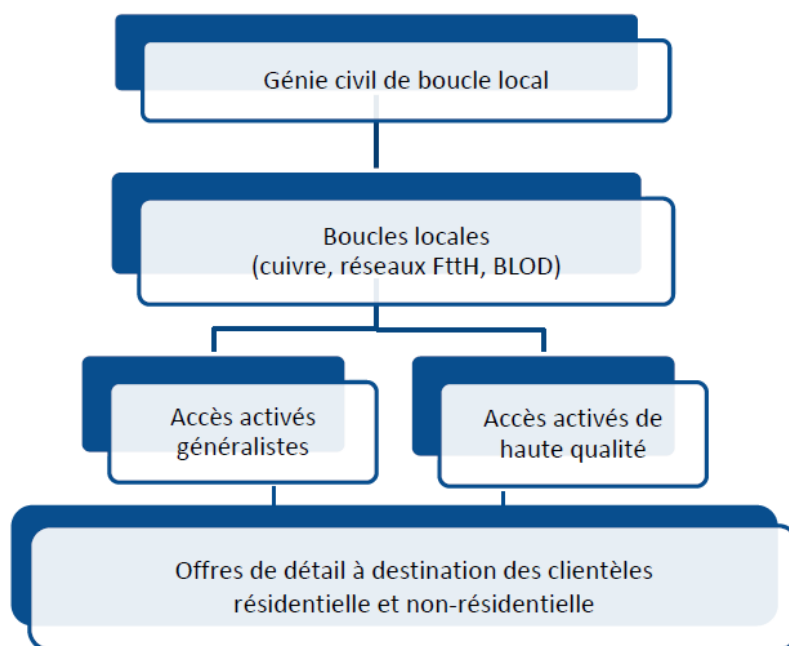 Génie civil de boucle local
Boucles locales
(cuivre, réseaux FttH, BLOD)
Accès activés
généralistes
Accès activés de
haute qualité
Offres de détail à destination des clientèles
résidentielle et non-résidentielle